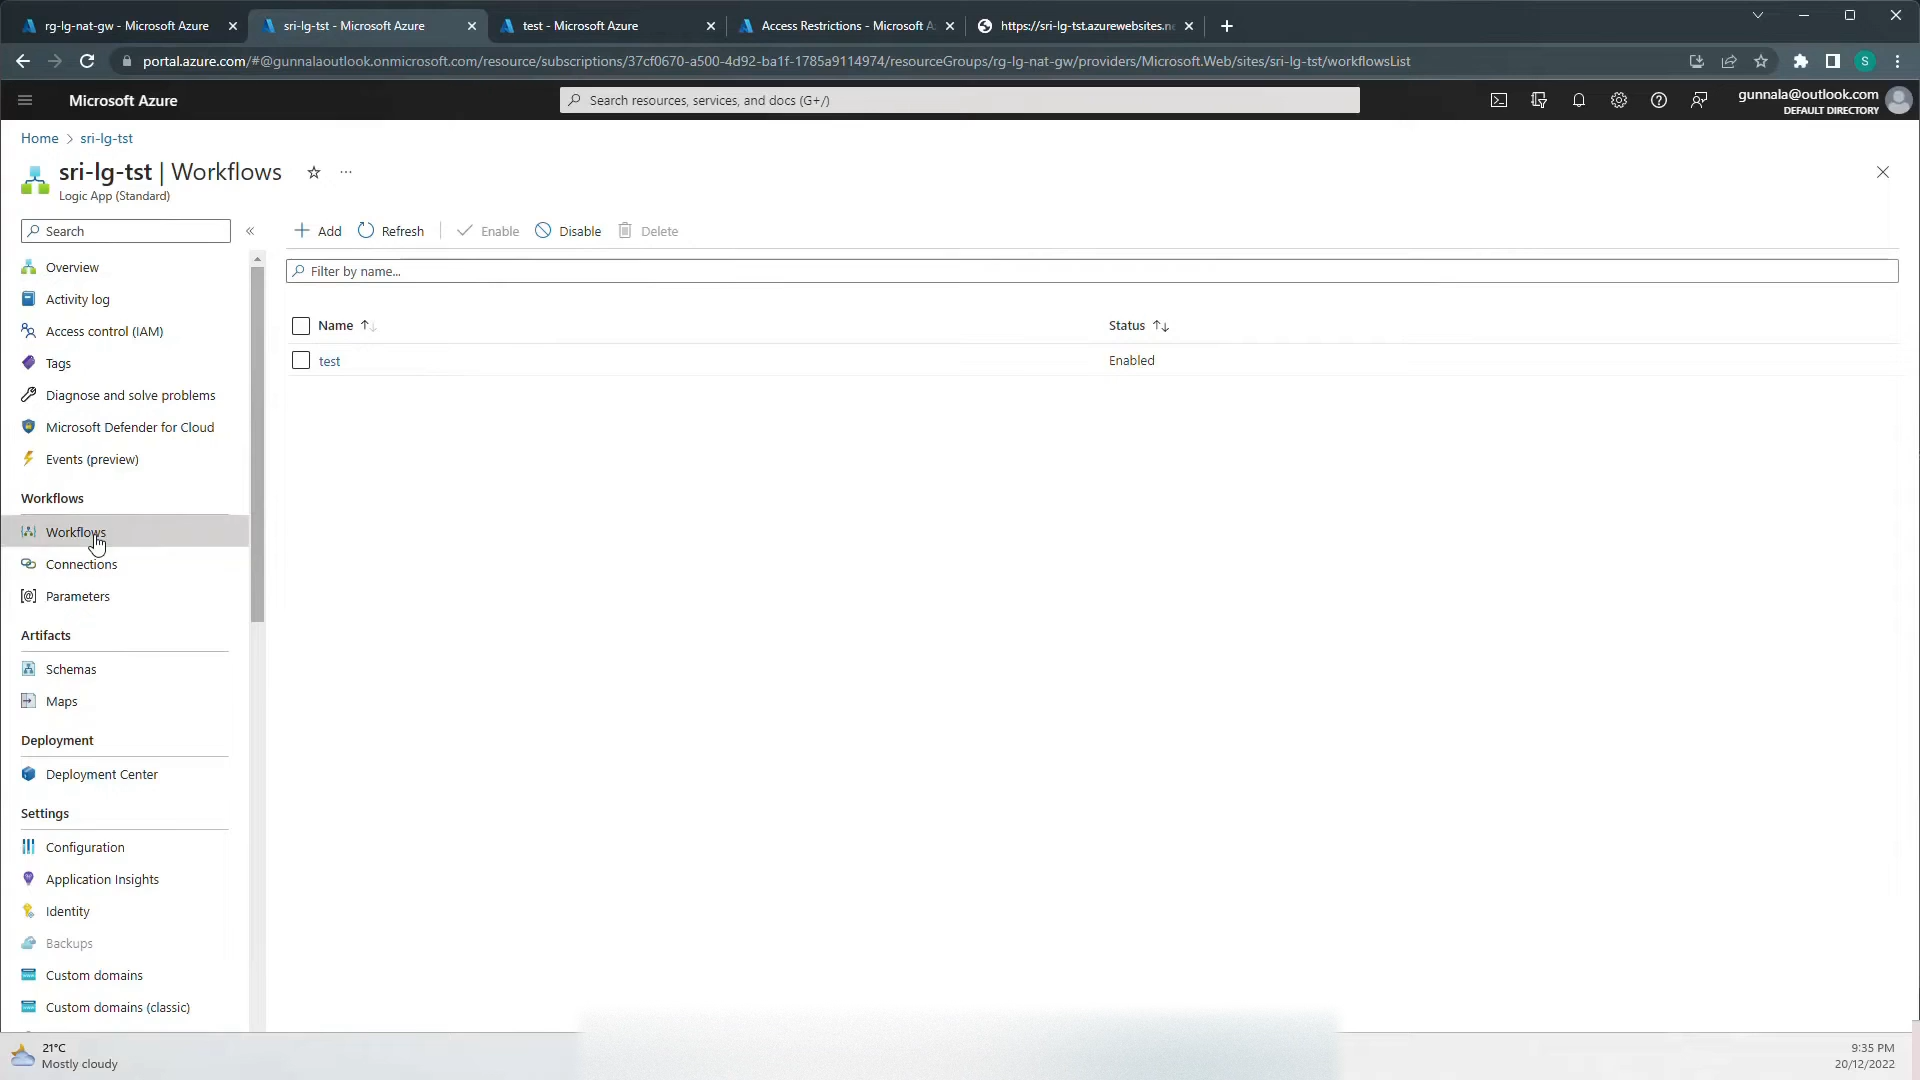 rg-lg-nat-gw - Microsoft Azure
sri-lg-tst - Microsoft Azure
test - Microsoft Azure
Access Restrictions - Microsoft A
https://sri-lg-tst.azurewebsites.ne
portal.azure.com/#@gunnalaoutlook.onmicrosoft.com/resource/subscriptions/37cf0670-a500-4d92-ba1f-1785a9114974/resourceGroups/rg-lg-nat-gw/providers/Microsoft.Web/sites/sri-lg-tst/workflowsList
S
Microsoft Azure
Search resources, services, and docs (G+/)
gunnala@outlook.com
DEFAULT DIRECTORY
Home > sri-lg-tst
sri-lg-tst | Workflows
Logic App (Standard)
Search
Add
Refresh
Enable
Disable
Delete
Filter by name...
Name
Status
test
Enabled
Overview
Activity log
Access control (IAM)
Tags
Diagnose and solve problems
Microsoft Defender for Cloud
Events (preview)
Workflows
Workflows
Connections
Parameters
Artifacts
Schemas
Maps
Deployment
Deployment Center
Settings
Configuration
Application Insights
Identity
Backups
Custom domains
Custom domains (classic)
21°C
Mostly cloudy
9:35 PM
20/12/2022